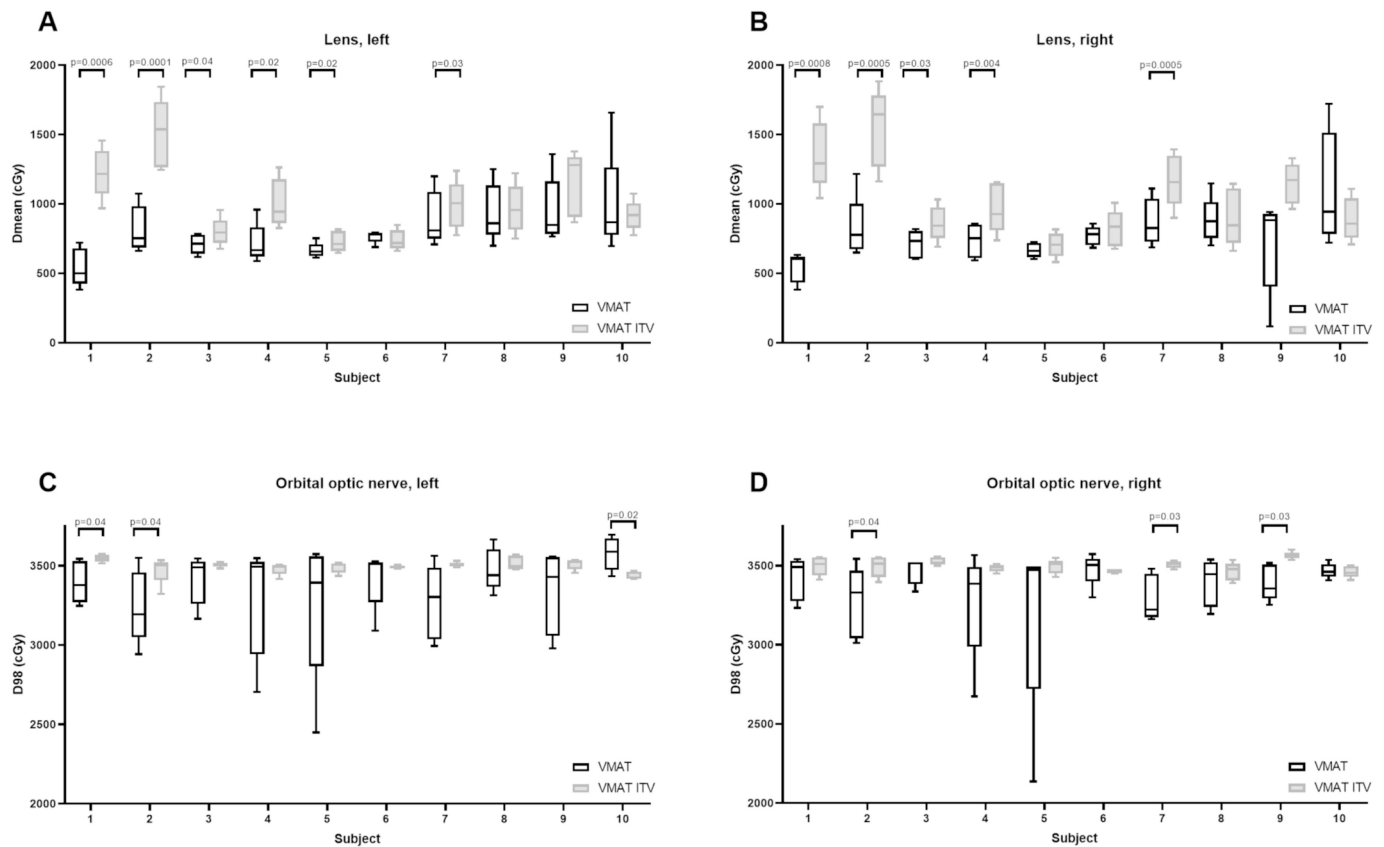 A
Lens, left
p=0.0006 p=0.0001 p=0.04 p=0.02 p=0.02 p=0.03
2000
1500
1000
500
0
Dmean (cGy)
VMAT
VMAT ITV
1 2 3 4 5 6 7 8 9 10
Subject
B
Lens, right
p=0.0008 p=0.0005 p=0.03 p=0.004 p=0.0005
2000
1500
1000
500
0
Dmean (cGy)
VMAT
VMAT ITV
1 2 3 4 5 6 7 8 9 10
Subject
C
Orbital optic nerve, left
p=0.04 p=0.04 p=0.02
3500
3000
2500
2000
D98 (cGy)
VMAT
VMAT ITV
1 2 3 4 5 6 7 8 9 10
Subject
D
Orbital optic nerve, right
p=0.04 p=0.03 p=0.03
3500
3000
2500
2000
D98 (cGy)
VMAT
VMAT ITV
1 2 3 4 5 6 7 8 9 10
Subject